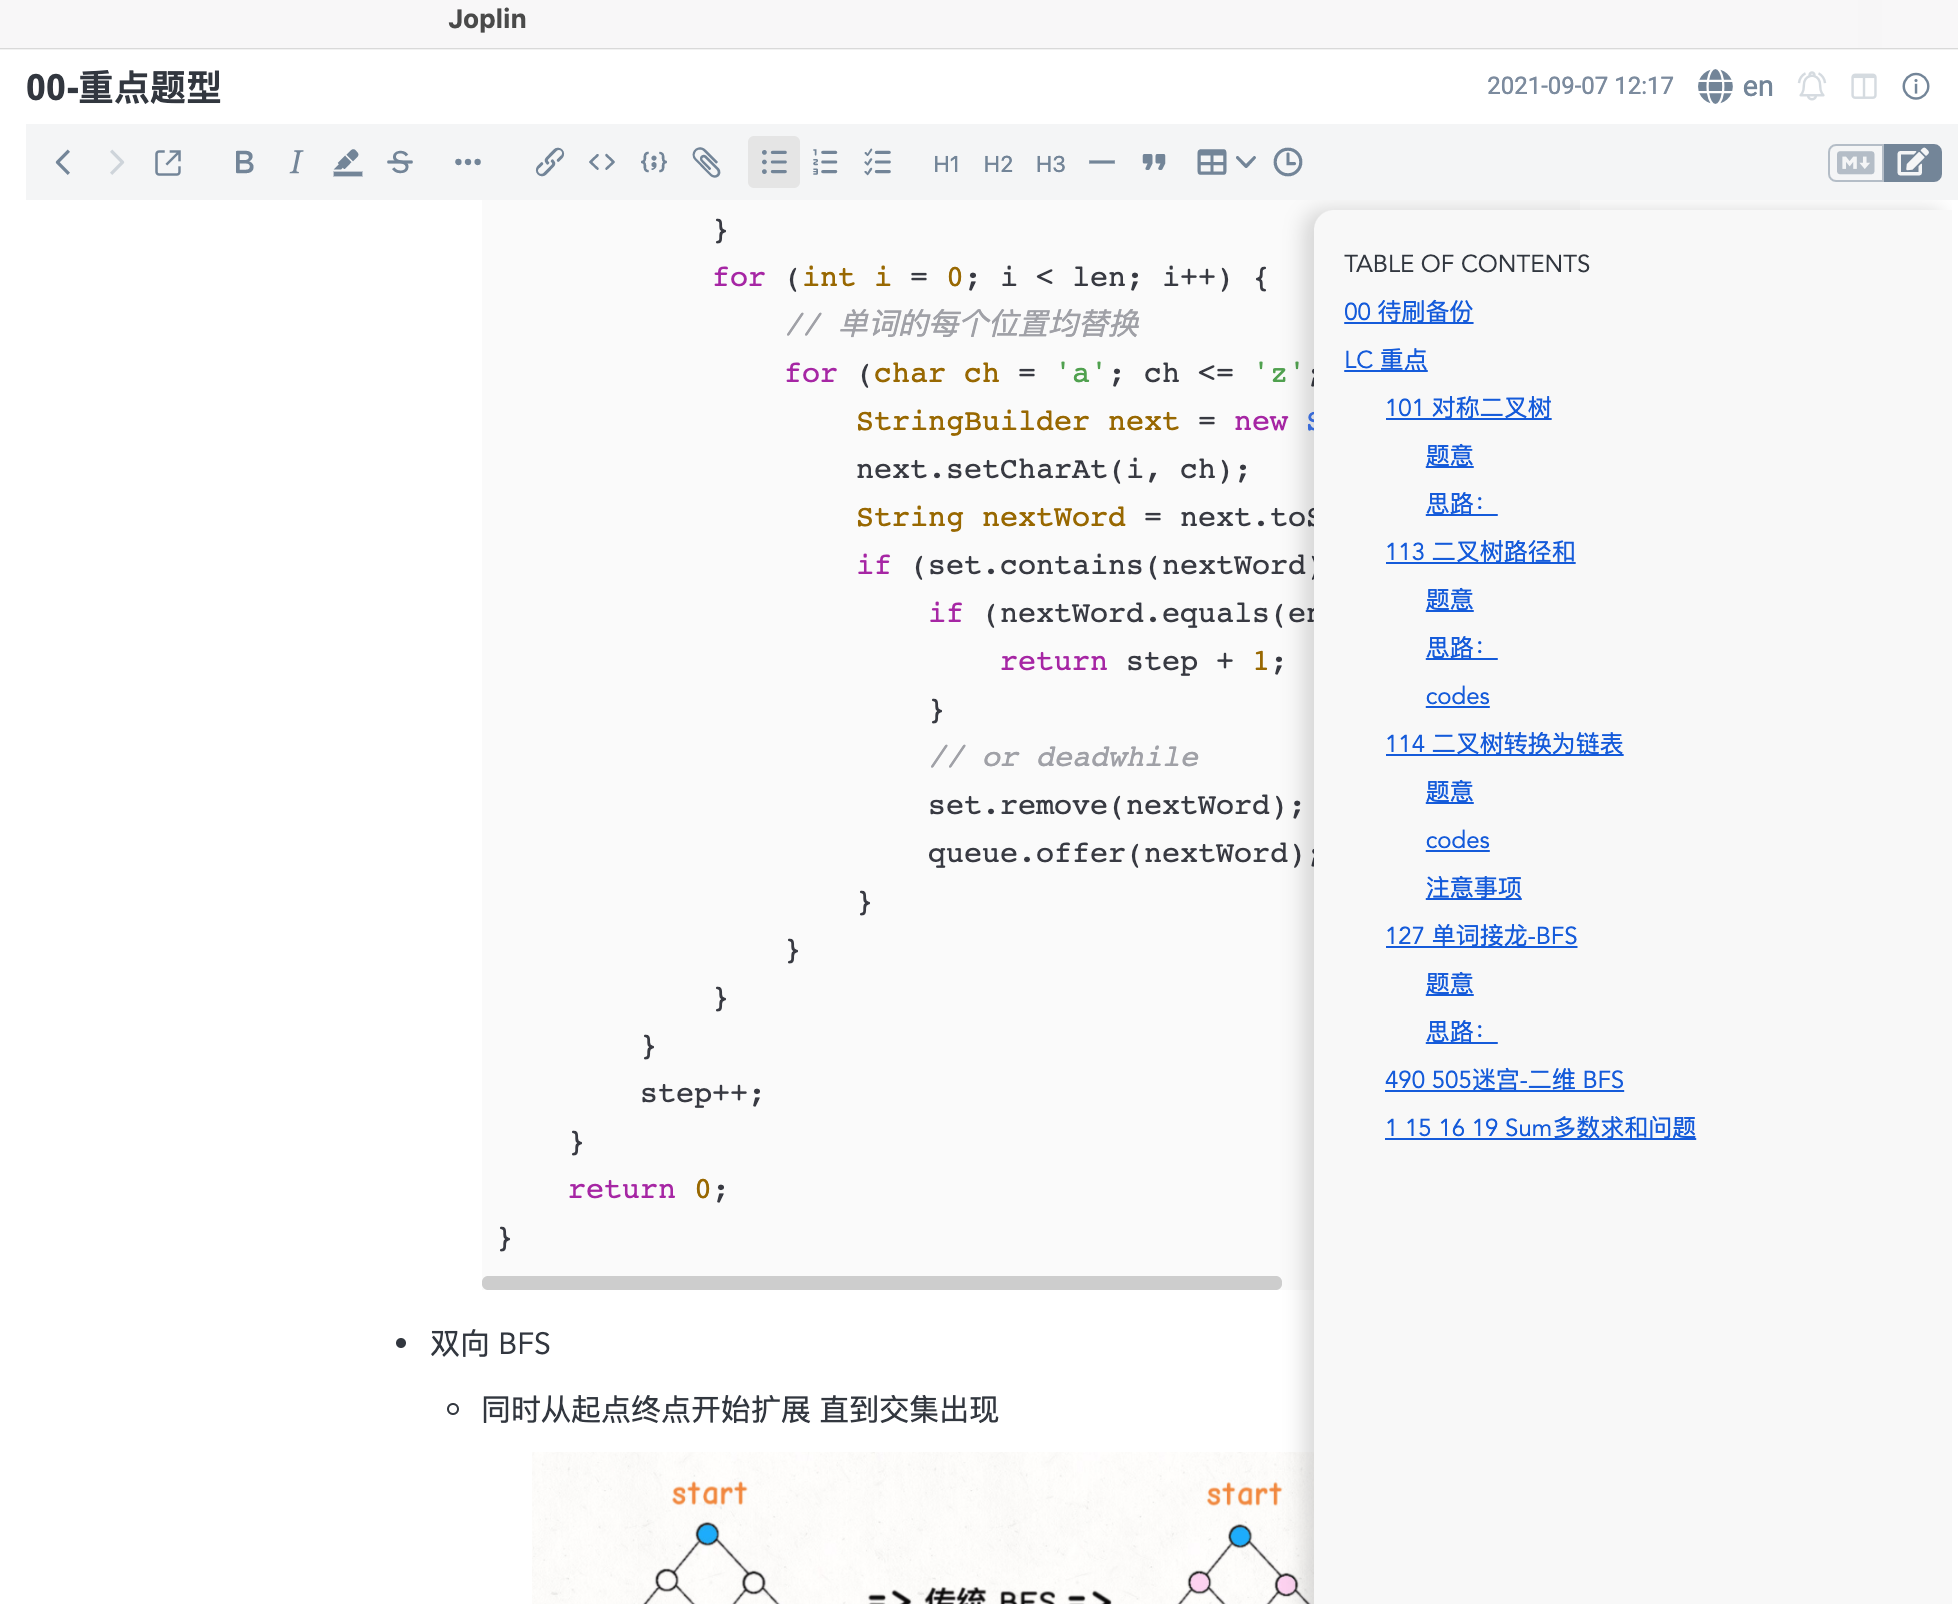 Joplin
00-重点题型
2021-09-07 12:17 en
B I S H1 H2 H3 M
}
for (int i = 0; i < len; i++) {
// 单词的每个位置均替换
for (char ch = 'a'; ch <= 'z';
StringBuilder next = new
next.setCharAt(i, ch);
String nextWord = next.toS
if (set.contains(nextWord)
if (nextWord.equals(en
return step + 1;
}
// or deadwhile
set.remove(nextWord);
queue.offer(nextWord);
}
}
}
}
step++;
}
return 0;
}
双向 BFS
同时从起点终点开始扩展 直到交集出现
start
start
=> 传统 BFS =>
TABLE OF CONTENTS
00 待刷备份
LC 重点
101 对称二叉树
题意
思路：
113 二叉树路径和
题意
思路：
codes
114 二叉树转换为链表
题意
codes
注意事项
127 单词接龙-BFS
题意
思路：
490 505迷宫-二维 BFS
1 15 16 19 Sum多数求和问题